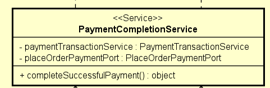 <<Service>>
PaymentCompletionService
- paymentTransactionService : PaymentTransactionService
- placeOrderPaymentPort : PlaceOrderPaymentPort
+ completeSuccessfulPayment() : object